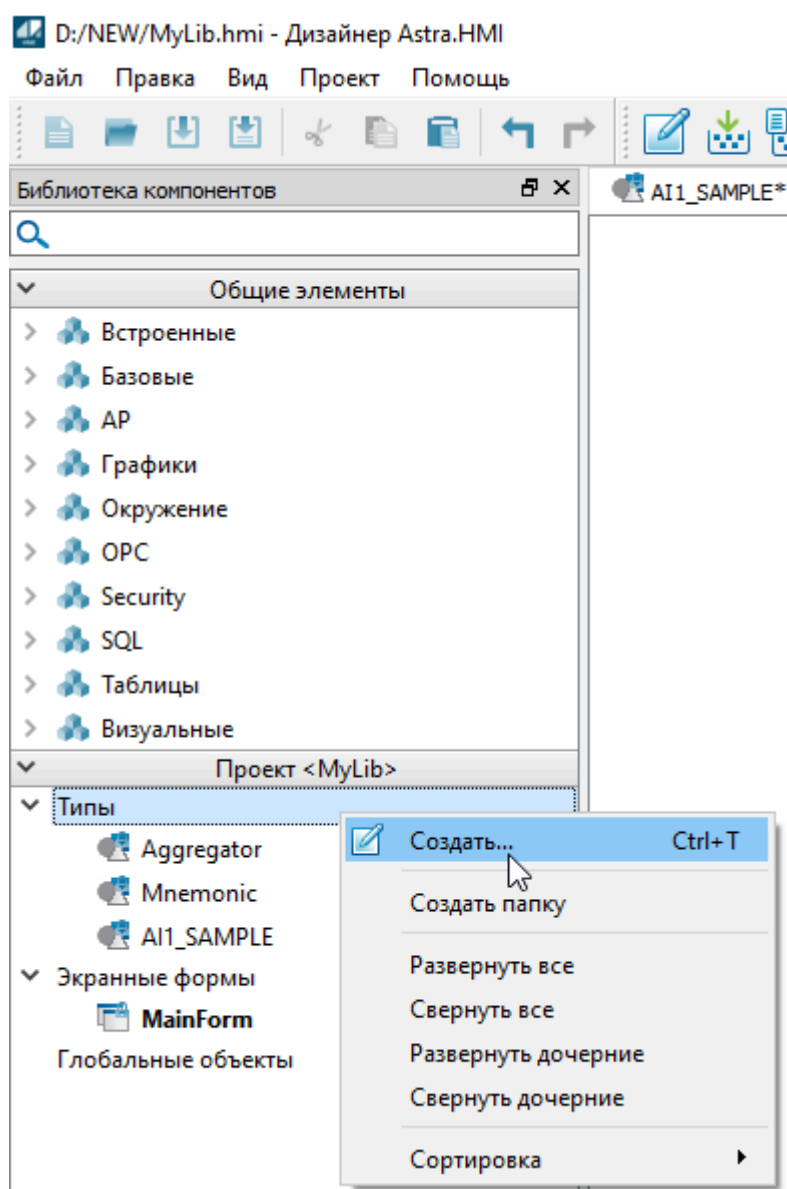 D:/NEW/MyLib.hmi - Дизайнер Astra.HMI
Файл Правка Вид Проект Помощь
Библиотека компонентов
AI1_SAMPLE*
Общие элементы
Встроенные
Базовые
AP
Графики
Окружение
OPC
Security
SQL
Таблицы
Визуальные
Проект <MyLib>
Типы
Aggregator
Mnemonic
AI1_SAMPLE
Экранные формы
MainForm
Глобальные объекты
Создать... Ctrl+T
Создать папку
Развернуть все
Свернуть все
Развернуть дочерние
Свернуть дочерние
Сортировка